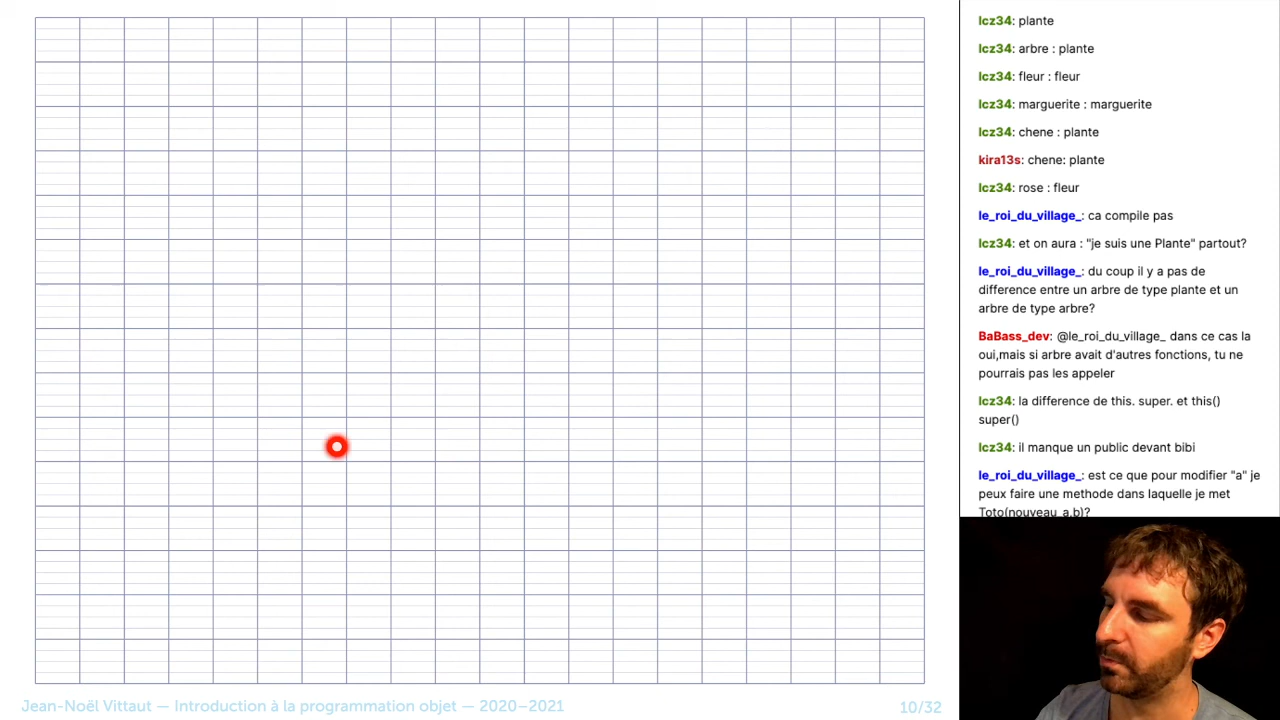 lcz34: plante
lcz34: arbre : plante
lcz34: fleur : fleur
lcz34: marguerite : marguerite
lcz34: chene : plante
kira13s: chene: plante
lcz34: rose : fleur
le_roi_du_village_: ca compile pas
lcz34: et on aura : "je suis une Plante" partout?
le_roi_du_village_: du coup il y a pas de
difference entre un arbre de type plante et un
arbre de type arbre?
BaBass_dev: @le_roi_du_village_ dans ce cas la
oui,mais si arbre avait d'autres fonctions, tu ne
pourrais pas les appeler
lcz34: la difference de this. super. et this()
super()
lcz34: il manque un public devant bibi
le_roi_du_village_: est ce que pour modifier "a" je
peux faire une methode dans laquelle je met
Toto(nouveau_a,b)?
Jean-Noël Vittaut — Introduction à la programmation objet — 2020–2021
10/32